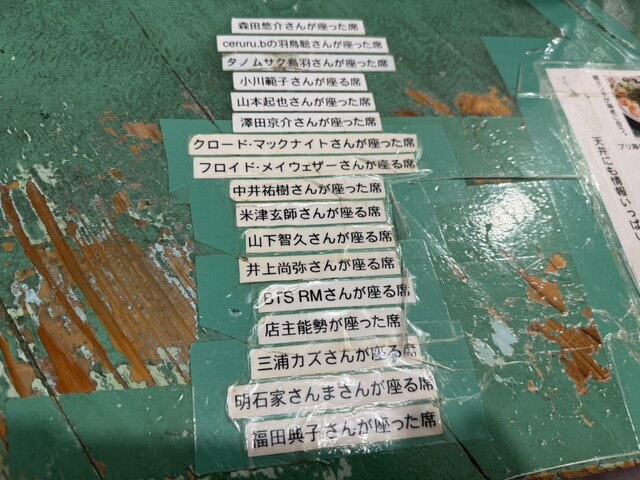 森田悠介さんが座った席
ceruru.bの羽鳥聡さんが座った席
タノムサク鳥羽さんが座った席
小川範子さんが座る席
山本起也さんが座った席
澤田京介さんが座った席
クロード・マックナイトさんが座った席
フロイド・メイウェザーさんが座る席
中井祐樹さんが座った席
米津玄師さんが座る席
山下智久さんが座る席
井上尚弥さんが座る席
BTS RMさんが座る席
店主能勢が座った席
三浦カズさんが座る席
明石家さんまさんが座る席
福田典子さんが座った席
天井にも情報いっぱ
ブリ海